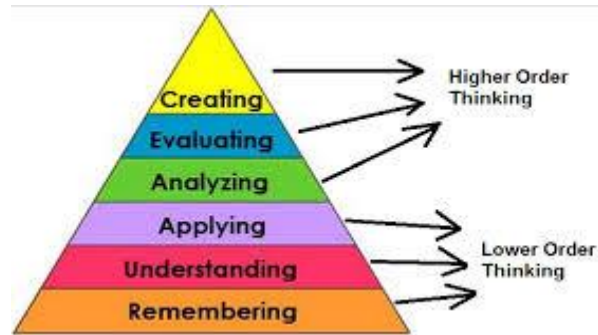 Creating
Evaluating
Analyzing
Applying
Understanding
Remembering
Higher Order
Thinking
Lower Order
Thinking